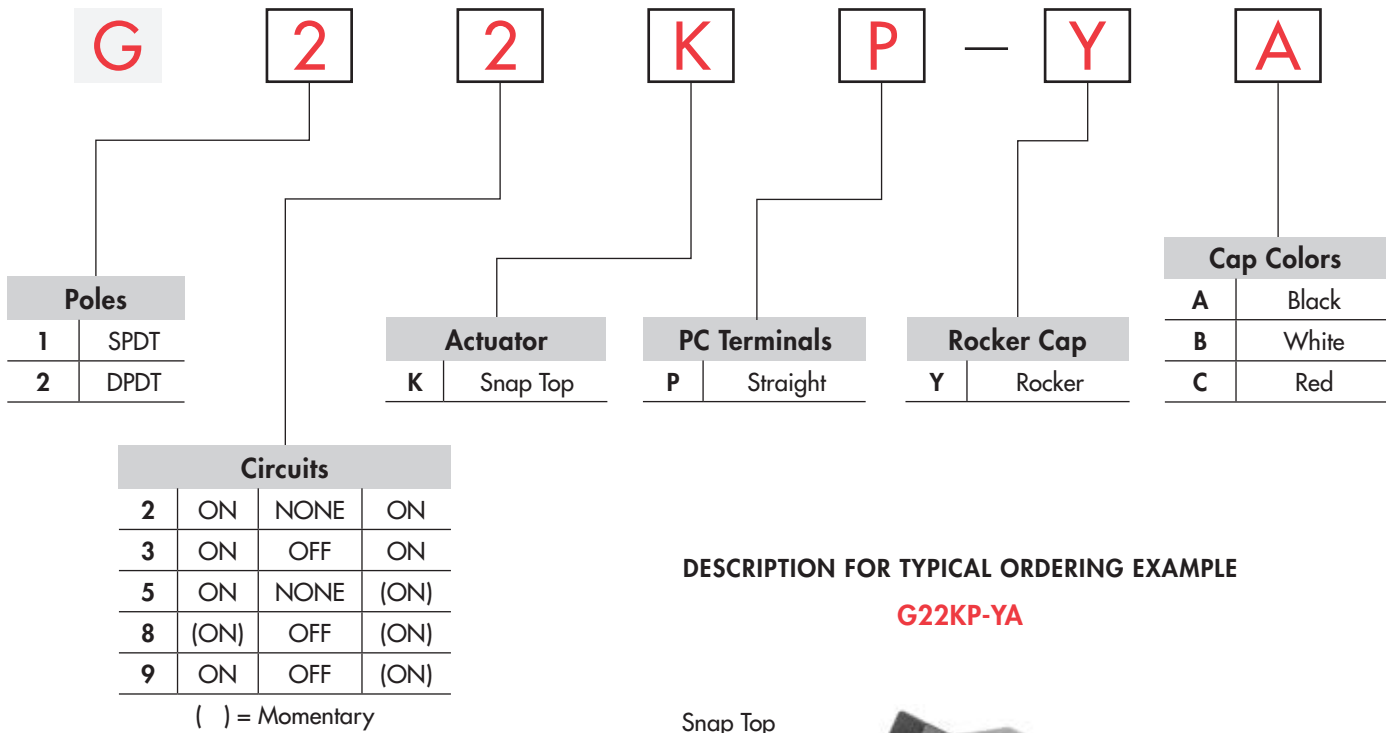 G 2 2 K P — Y A
Poles
1 SPDT
2 DPDT
Actuator
K Snap Top
PC Terminals
P Straight
Rocker Cap
Y Rocker
Cap Colors
A Black
B White
C Red
Circuits
2 ON NONE ON
3 ON OFF ON
5 ON NONE (ON)
8 (ON) OFF (ON)
9 ON OFF (ON)
( ) = Momentary
DESCRIPTION FOR TYPICAL ORDERING EXAMPLE
G22KP-YA
Snap Top